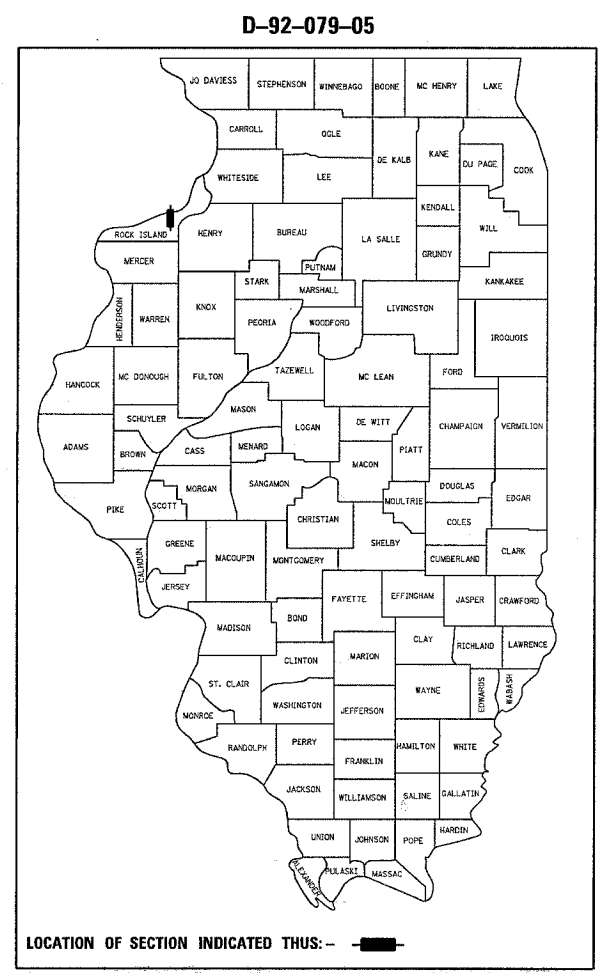 D-92-079-05
JO DAVIESS
STEPHENSON
WINNEBAGO
BOONE
MC HENRY
LAKE
CARROLL
OGLE
DE KALB
KANE
DU PAGE
COOK
WHITESIDE
LEE
KENDALL
WILL
ROCK ISLAND
HENRY
BUREAU
LA SALLE
GRUNDY
MERCER
PUTNAM
STARK
MARSHALL
KANKAKEE
HENDERSON
WARREN
KNOX
PEORIA
WOODFORD
LIVINGSTON
IROQUOIS
HANCOCK
MC DONOUGH
FULTON
TAZEWELL
MC LEAN
FORD
MASON
SCHUYLER
LOGAN
DE WITT
CHAMPAIGN
VERMILION
ADAMS
BROWN
CASS
MENARD
PIATT
MACON
SANGAMON
MORGAN
DOUGLAS
EDGAR
MOULTRIE
PIKE
SCOTT
CHRISTIAN
COLES
GREENE
MACOUPIN
MONTGOMERY
SHELBY
CUMBERLAND
CLARK
CALHOUN
JERSEY
FAYETTE
EFFINGHAM
JASPER
CRAWFORD
MADISON
BOND
CLAY
RICHLAND
LAWRENCE
CLINTON
MARION
ST. CLAIR
WAYNE
EDWARDS
WABASH
WASHINGTON
JEFFERSON
MONROE
RANDOLPH
PERRY
FRANKLIN
HAMILTON
WHITE
JACKSON
WILLIAMSON
SALINE
GALLATIN
UNION
JOHNSON
POPE
HARDIN
ALEXANDER
PULASKI
MASSAC
LOCATION OF SECTION INDICATED THUS: -